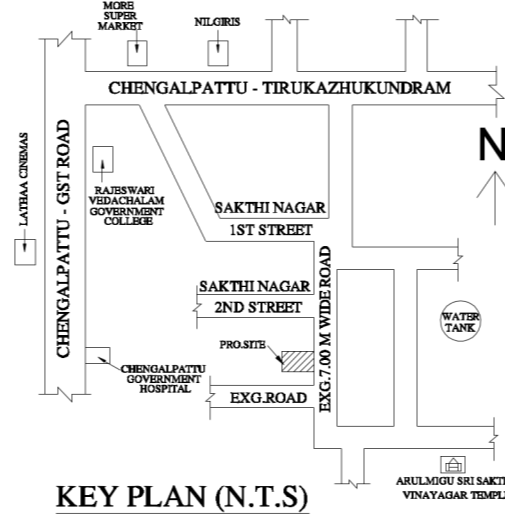 MORE
SUPER
MARKET
NILGIRIS
CHENGALPATTU - TIRUKAZHUKUNDRAM
LATHAA CINEMAS
CHENGALPATTU - GST ROAD
N
RAJESWARI
VEDACHALAM
GOVERNMENT
COLLEGE
SAKTHI NAGAR
1ST STREET
SAKTHI NAGAR
2ND STREET
EXG.7.00 M WIDE ROAD
WATER
TANK
PRO.SITE
CHENGALPATTU
GOVERNMENT
HOSPITAL
EXG.ROAD
ARULMIGU SRI SAKT
VINAYAGAR TEMPL
KEY PLAN (N.T.S)